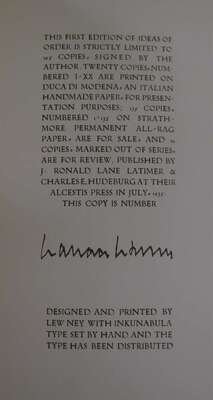 THIS FIRST EDITION OF IDEAS OF
ORDER IS STRICTLY LIMITED TO
COPIES, SIGNED BY THE
AUTHOR. TWENTY COPIES, NUM-
BERED I-XX ARE PRINTED ON
DUCA DI MODENA, AN ITALIAN
HANDMADE PAPER, FOR PRESEN-
TATION PURPOSES; 135 COPIES,
NUMBERED 1-135 ON STRATH-
MORE PERMANENT ALL-RAG
PAPER, ARE FOR SALE; AND
COPIES, MARKED OUT OF SERIES,
ARE FOR REVIEW. PUBLISHED BY
J. RONALD LANE LATIMER &
CHARLES E. HUDEBURG AT THEIR
ALCESTIS PRESS IN JULY, 1935.
THIS COPY IS NUMBER
DESIGNED AND PRINTED BY
LEW NEY WITH INKUNABULA
TYPE SET BY HAND AND THE
TYPE HAS BEEN DISTRIBUTED